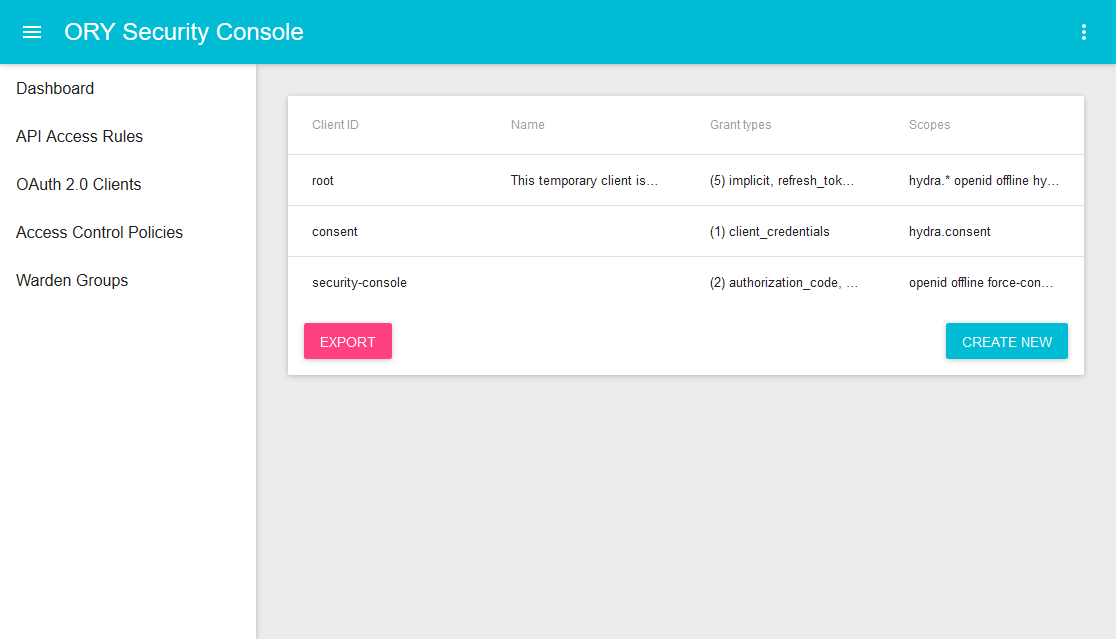 ORY Security Console
Dashboard
API Access Rules
OAuth 2.0 Clients
Access Control Policies
Warden Groups
Client ID Name Grant types Scopes
root This temporary client is… (5) implicit, refresh_tok… hydra.* openid offline hy…
consent (1) client_credentials hydra.consent
security-console (2) authorization_code, … openid offline force-con…
EXPORT CREATE NEW